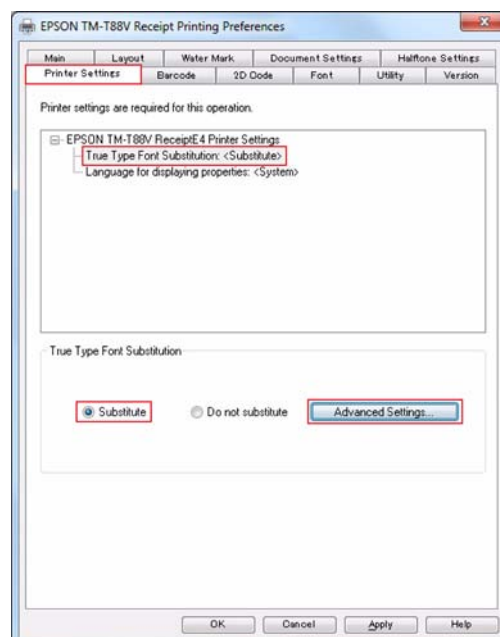 EPSON TM-T88V Receipt Printing Preferences
Main Layout Water Mark Document Settings Halftone Settings
Printer Settings Barcode 2D Code Font Utility Version
Printer settings are required for this operation.
EPSON TM-T88V ReceiptE4 Printer Settings
True Type Font Substitution: <Substitute>
Language for displaying properties: <System>
True Type Font Substitution
Substitute Do not substitute Advanced Settings...
OK Cancel Apply Help